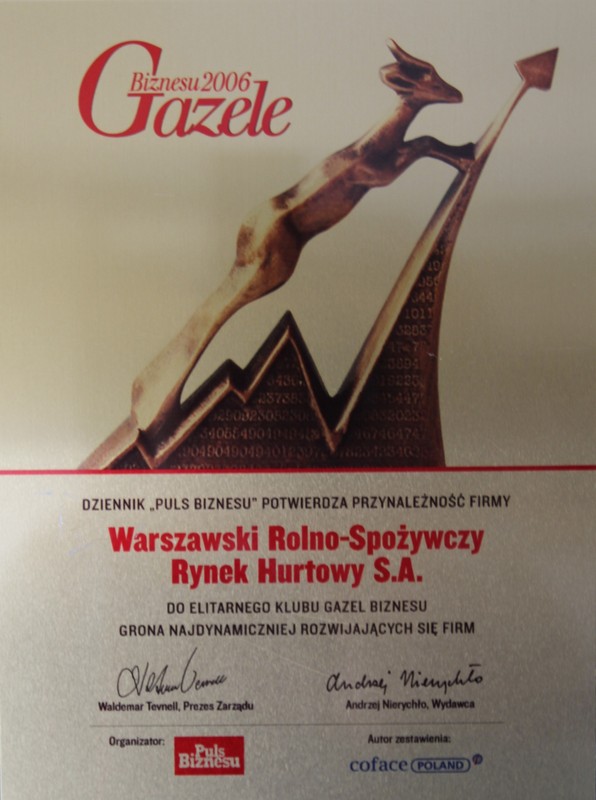 Biznesu 2006
Gazele
DZIENNIK „PULS BIZNESU” POTWIERDZA PRZYNALEŻNOŚĆ FIRMY
Warszawski Rolno-Spożywczy
Rynek Hurtowy S.A.
DO ELITARNEGO KLUBU GAZEL BIZNESU
GRONA NAJDYNAMICZNIEJ ROZWIJAJĄCYCH SIĘ FIRM
Andrzej Nierychło
Waldemar Tevnell, Prezes Zarządu
Andrzej Nierychło, Wydawca
Organizator:
Puls
Biznesu
Autor zestawienia:
coface POLAND